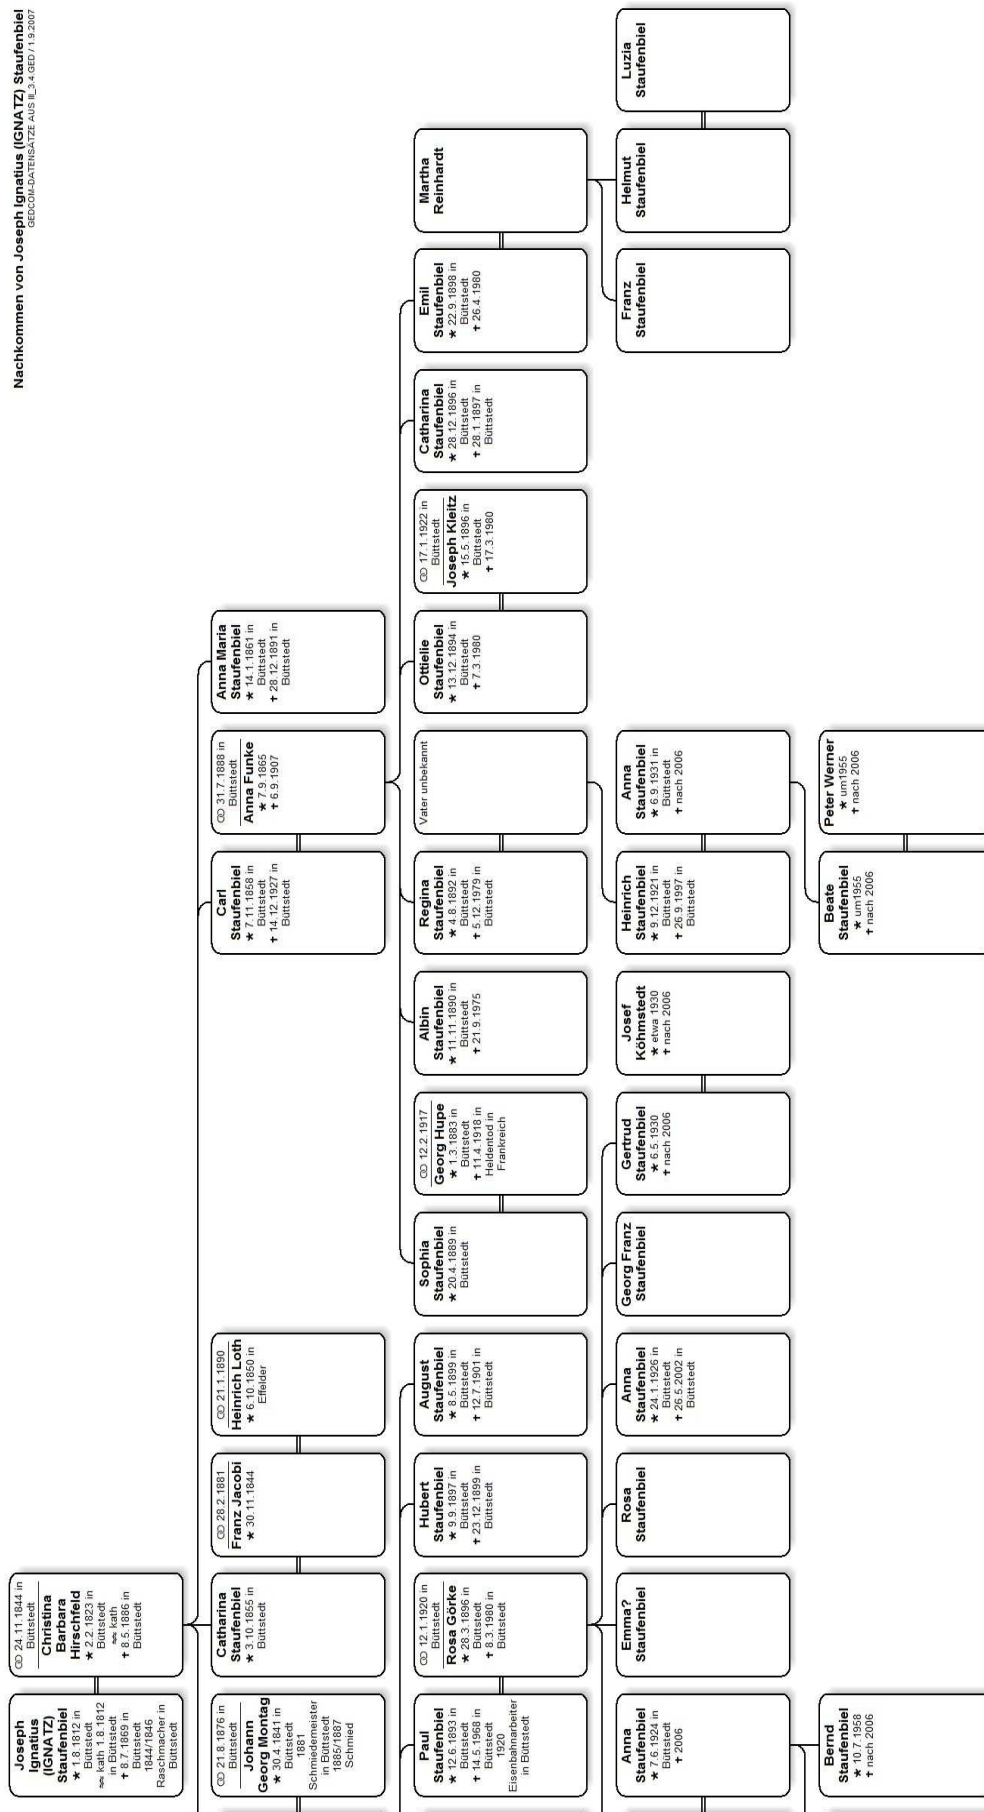 Nachkommen von Joseph Ignatius (IGNATZ) Staufenbiel
GEDCOM-DATENSÄTZE AUS III_3.4.GED / 1.9.2007
Joseph
Ignatius
(IGNATZ)
Staufenbiel
★ 1.8.1812 in
Büttstedt
≈ kath 1.8.1812
in Büttstedt
✝ 8.7.1869 in
Büttstedt
1844/1846
Raschmacher in
Büttstedt
⚭ 24.11.1844 in
Büttstedt
Christina
Barbara
Hirschfeld
★ 2.2.1823 in
Büttstedt
≈ kath
✝ 8.5.1886 in
Büttstedt
⚭ 21.8.1876 in
Büttstedt
Johann
Georg Montag
★ 30.4.1841 in
Büttstedt
1881
Schmiedemeister
in Büttstedt
1885/1887
Schmied
Catharina
Staufenbiel
★ 3.10.1855 in
Büttstedt
⚭ 28.2.1881
Franz Jacobi
★ 30.11.1844
⚭ 21.1.1890
Heinrich Loth
★ 6.10.1850 in
Effelder
Carl
Staufenbiel
★ 7.11.1858 in
Büttstedt
✝ 14.12.1927 in
Büttstedt
⚭ 31.7.1888 in
Büttstedt
Anna Funke
★ 7.9.1865
✝ 6.9.1907
Anna Maria
Staufenbiel
★ 14.1.1861 in
Büttstedt
✝ 28.12.1891 in
Büttstedt
Paul
Staufenbiel
★ 12.6.1893 in
Büttstedt
✝ 14.5.1968 in
Büttstedt
1920
Eisenbahnarbeiter
in Büttstedt
⚭ 12.1.1920 in
Büttstedt
Rosa Görke
★ 28.3.1896 in
Büttstedt
✝ 8.3.1980 in
Büttstedt
Hubert
Staufenbiel
★ 9.9.1897 in
Büttstedt
✝ 23.12.1899 in
Büttstedt
August
Staufenbiel
★ 8.5.1899 in
Büttstedt
✝ 12.7.1901 in
Büttstedt
Sophia
Staufenbiel
★ 20.4.1889 in
Büttstedt
⚭ 12.2.1917
Georg Hupe
★ 1.3.1883 in
Büttstedt
✝ 11.4.1918 in
Heldentod in
Frankreich
Albin
Staufenbiel
★ 11.11.1890 in
Büttstedt
✝ 21.9.1975
Regina
Staufenbiel
★ 4.8.1892 in
Büttstedt
✝ 5.12.1979 in
Büttstedt
Vater unbekannt
Ottielie
Staufenbiel
★ 13.12.1894 in
Büttstedt
✝ 7.3.1980
⚭ 17.1.1922 in
Büttstedt
Joseph Kleitz
★ 15.5.1896 in
Büttstedt
✝ 17.3.1980
Catharina
Staufenbiel
★ 28.12.1896 in
Büttstedt
✝ 28.1.1897 in
Büttstedt
Emil
Staufenbiel
★ 22.9.1898 in
Büttstedt
✝ 26.4.1980
Martha
Reinhardt
Anna
Staufenbiel
★ 7.6.1924 in
Büttstedt
✝ 2006
Emma?
Staufenbiel
Rosa
Staufenbiel
Anna
Staufenbiel
★ 24.1.1926 in
Büttstedt
✝ 26.5.2002 in
Büttstedt
Georg Franz
Staufenbiel
Gertrud
Staufenbiel
★ 6.5.1930
✝ nach 2006
Josef
Köhmstedt
★ etwa 1930
✝ nach 2006
Heinrich
Staufenbiel
★ 9.12.1921 in
Büttstedt
✝ 26.9.1997 in
Büttstedt
Anna
Staufenbiel
★ 6.9.1931 in
Büttstedt
✝ nach 2006
Franz
Staufenbiel
Helmut
Staufenbiel
Luzia
Staufenbiel
Bernd
Staufenbiel
★ 10.7.1958
✝ nach 2006
Beate
Staufenbiel
★ um1955
✝ nach 2006
Peter Werner
★ um1955
✝ nach 2006